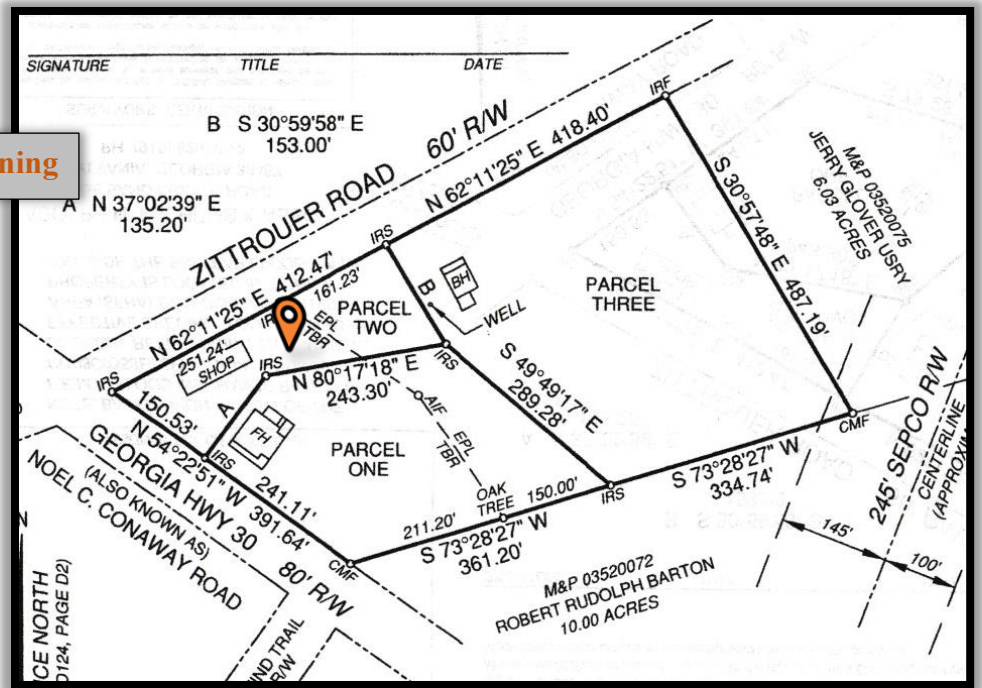 SIGNATURE TITLE DATE
B S 30°59'58" E
153.00'
ning
A N 37°02'39" E
135.20'
ZITTROUER ROAD 60' R/W
N 62°11'25" E 418.40'
IRF
N 62°11'25" E 412.47'
161.23'
251.24'
IRS
SHOP
EPL
TBR
PARCEL
TWO
B
BH
WELL
PARCEL
THREE
S 30°57'48" E 487.19'
M&P 03520075
JERRY GLOVER USRY
6.03 ACRES
IRS
IRS
IRS
N 80°17'18" E
243.30'
S 49°49'17" E
289.28'
A
FH
IRS
150.53'
N 54°22'51" W 391.64'
241.11'
GEORGIA HWY 30
(ALSO KNOWN AS)
NOEL C. CONAWAY ROAD
80' R/W
PARCEL
ONE
AIF
EPL
TBR
OAK
TREE
150.00'
211.20'
S 73°28'27" W
361.20'
IRS
S 73°28'27" W
334.74'
CMF
CMF
M&P 03520072
ROBERT RUDOLPH BARTON
10.00 ACRES
245' SEPCO R/W
CENTERLINE
(APPROXIM
145'
100'
CE NORTH
D124, PAGE D2)
IND TRAIL
R/W